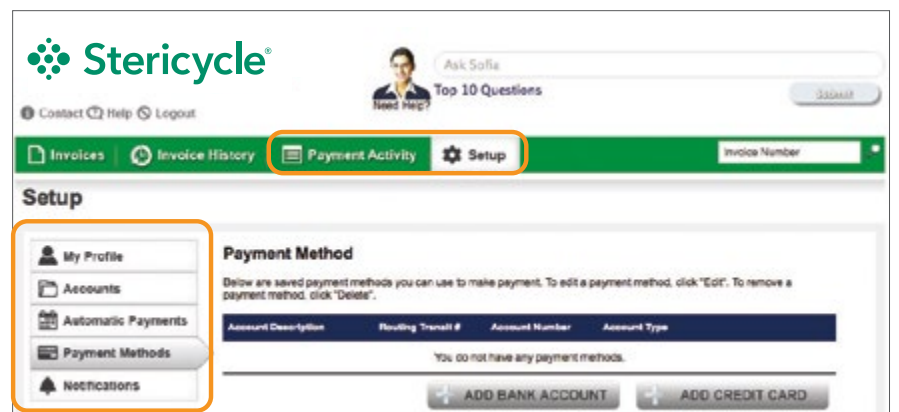 Stericycle®
Ask Sofia
Top 10 Questions
Need Help?
Submit
Contact Help Logout
Invoices Invoice History Payment Activity Setup Invoice Number
Setup
My Profile
Accounts
Automatic Payments
Payment Methods
Notifications
Payment Method
Below are saved payment methods you can use to make payment. To edit a payment method, click "Edit". To remove a
payment method, click "Delete".
Account Description Routing Transit # Account Number Account Type
You do not have any payment methods.
ADD BANK ACCOUNT ADD CREDIT CARD